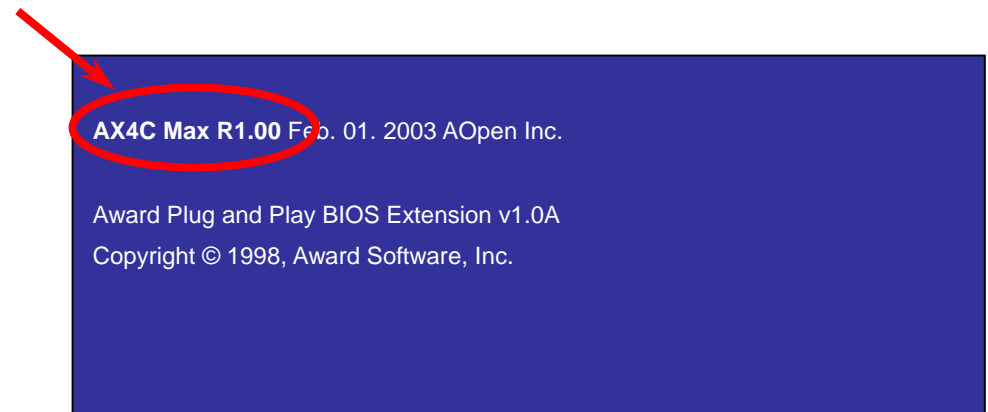 AX4C Max R1.00 Feb. 01. 2003 AOpen Inc.
Award Plug and Play BIOS Extension v1.0A
Copyright © 1998, Award Software, Inc.